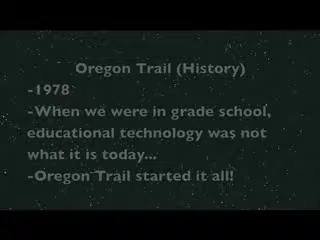 Oregon Trail (History)
-1978
-When we were in grade school,
educational technology was not
what it is today...
-Oregon Trail started it all!